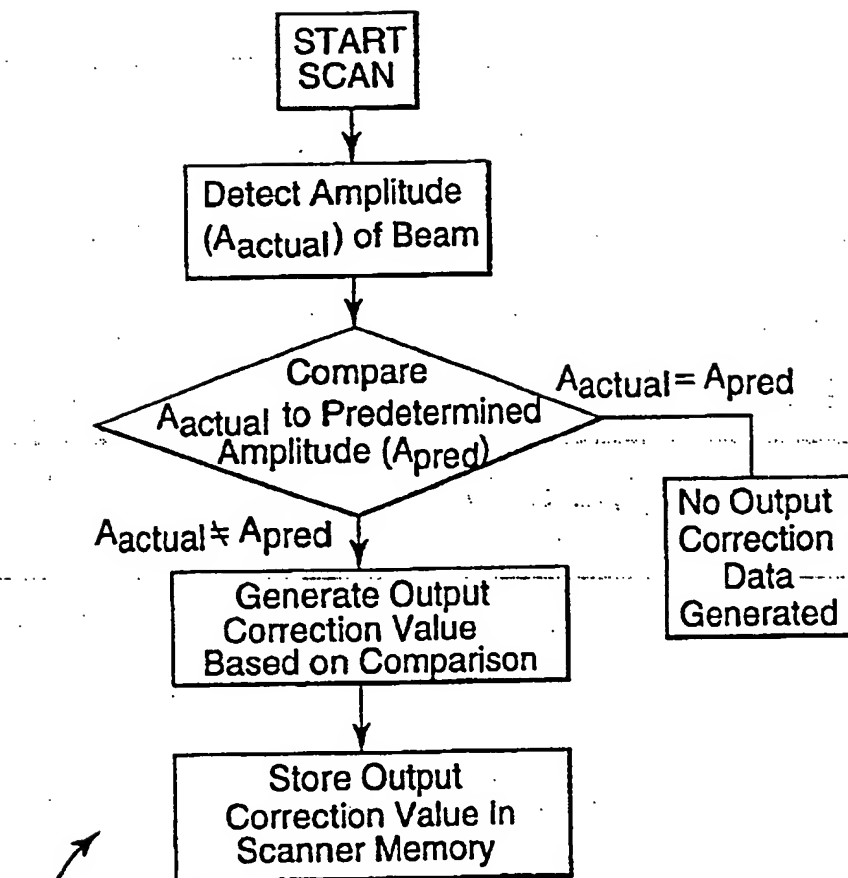 START
SCAN
Detect Amplitude
(Aactual) of Beam
Compare
Aactual to Predetermined
Amplitude (Apred)
Aactual = Apred
No Output
Correction
Data
Generated
Aactual ≠ Apred
Generate Output
Correction Value
Based on Comparison
Store Output
Correction Value in
Scanner Memory